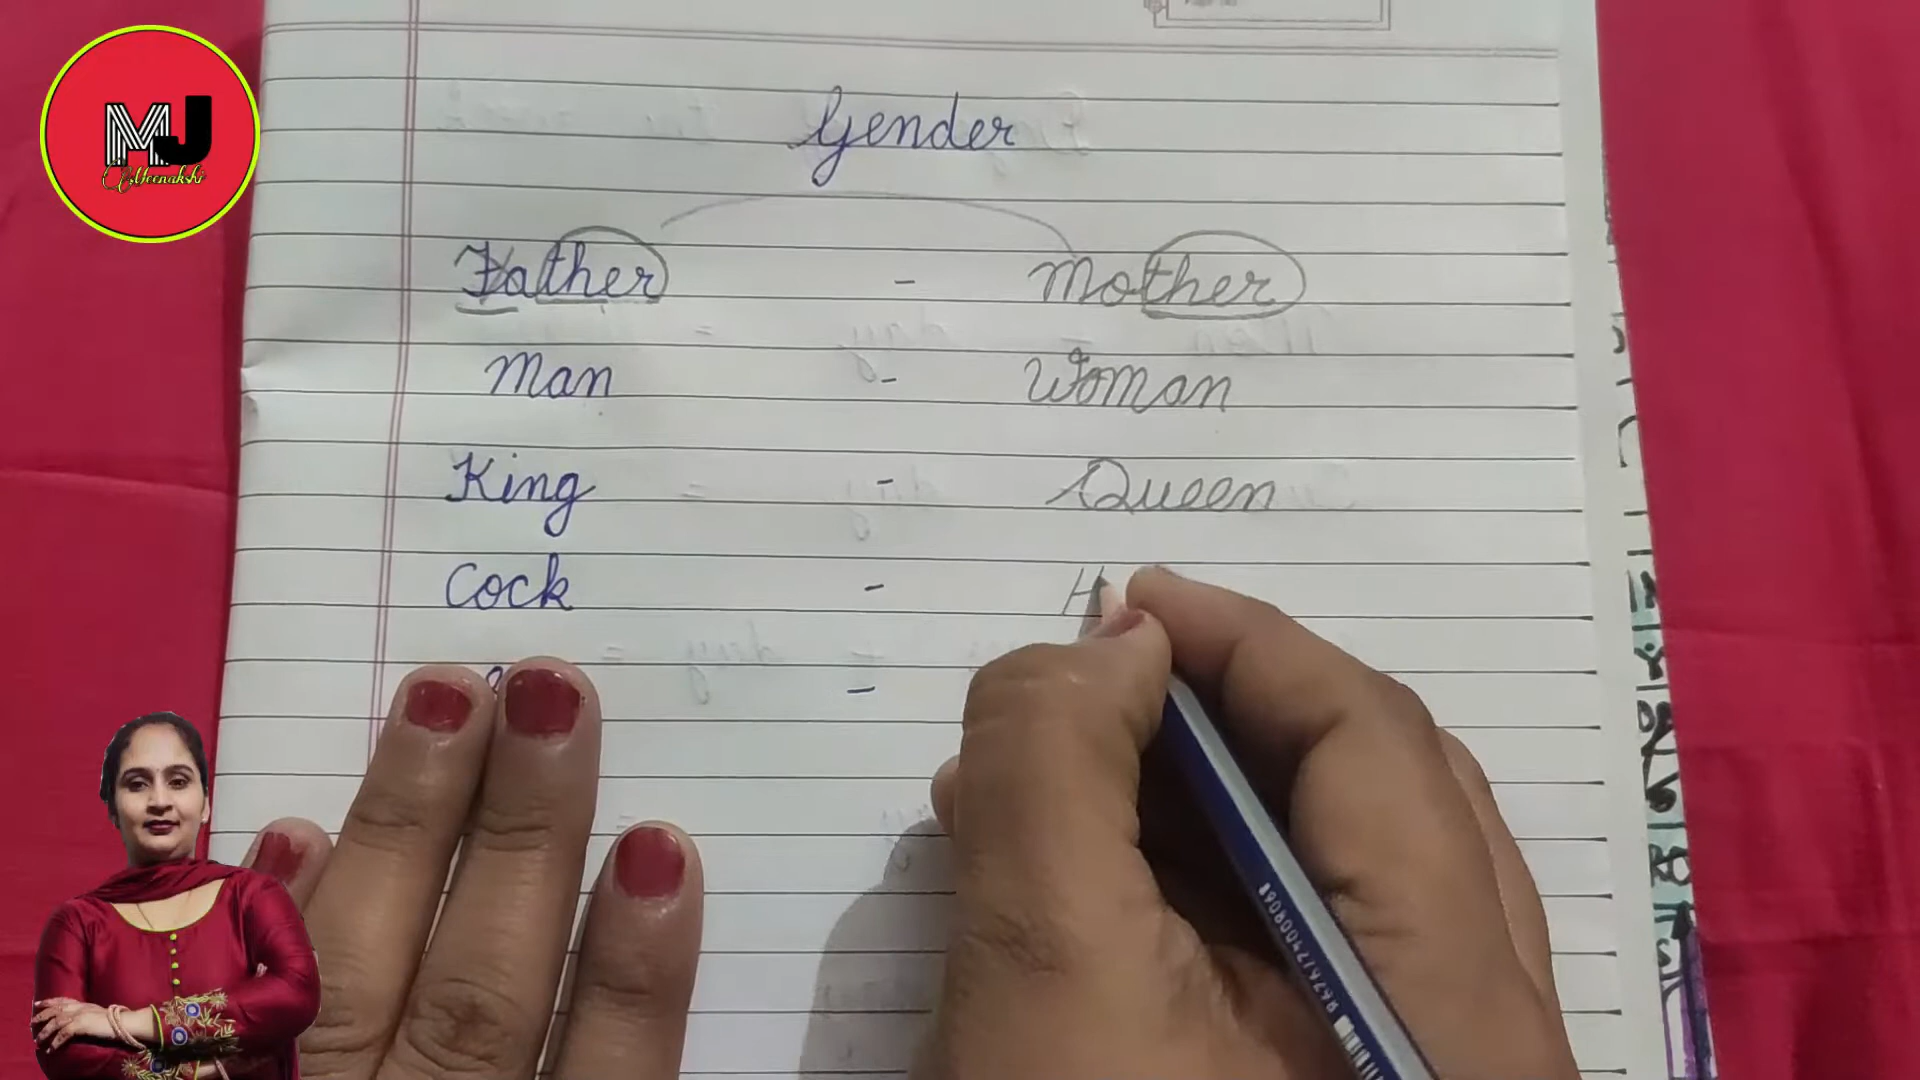 MJ
Meenakshi
Gender
Father - Mother
Man - Woman
King - Queen
Cock - H
-